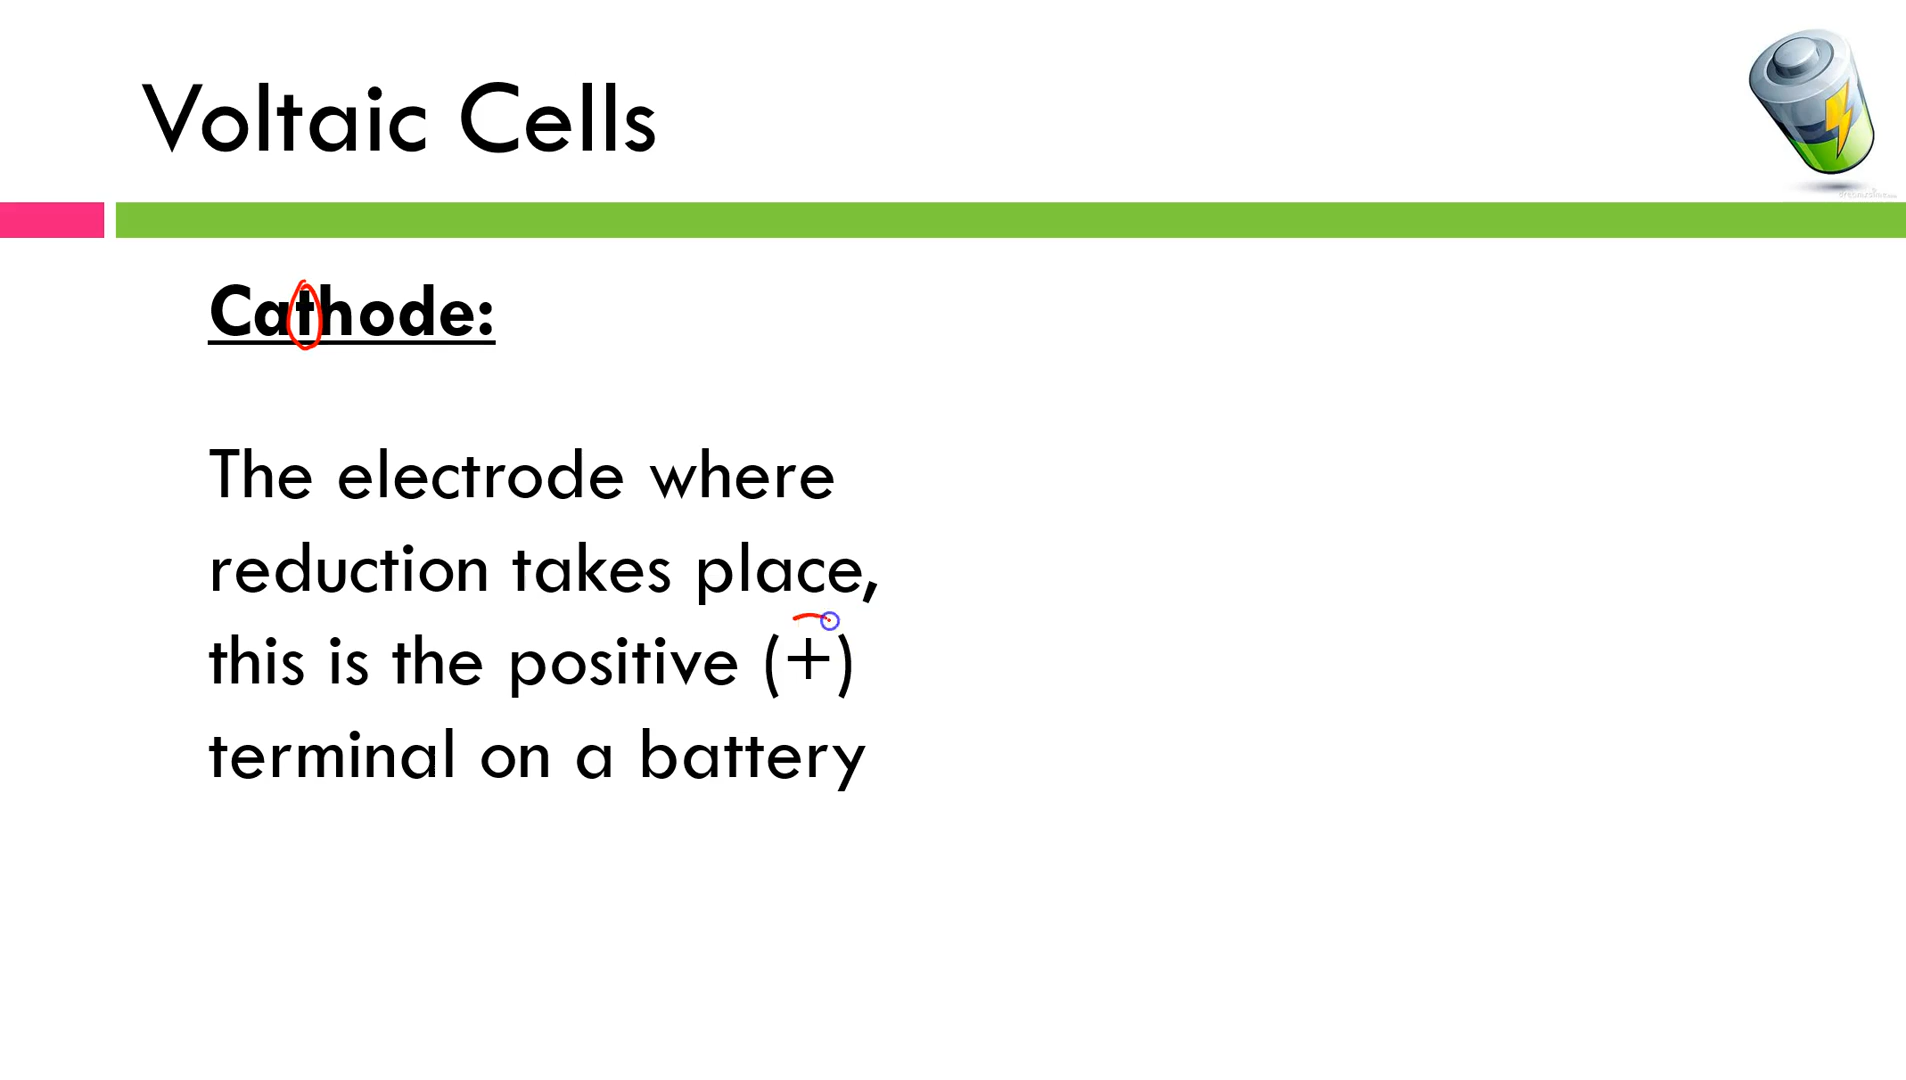 Voltaic Cells
Cathode:
The electrode where
reduction takes place,
this is the positive (+)
terminal on a battery